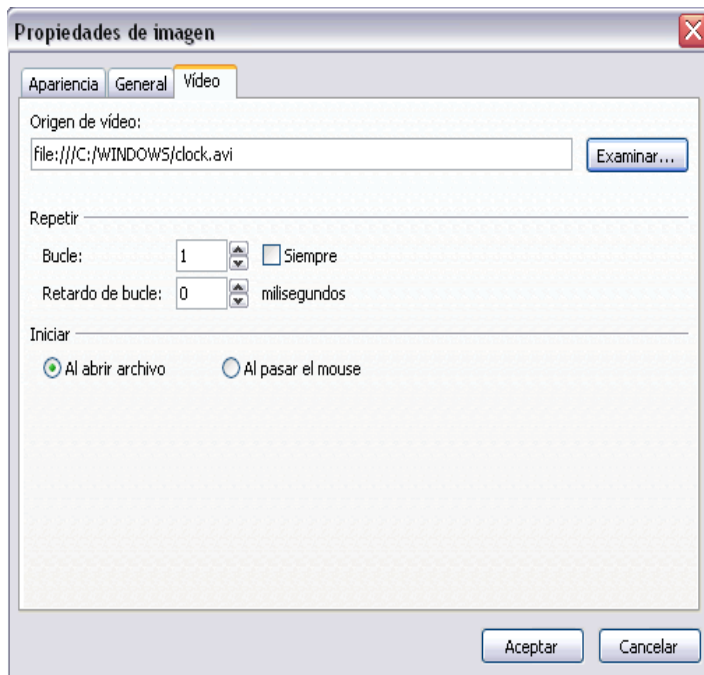 Propiedades de imagen
Apariencia General Vídeo
Origen de vídeo:
file:///C:/WINDOWS/clock.avi Examinar...
Repetir
Bucle: 1 Siempre
Retardo de bucle: 0 milisegundos
Iniciar
Al abrir archivo Al pasar el mouse
Aceptar Cancelar